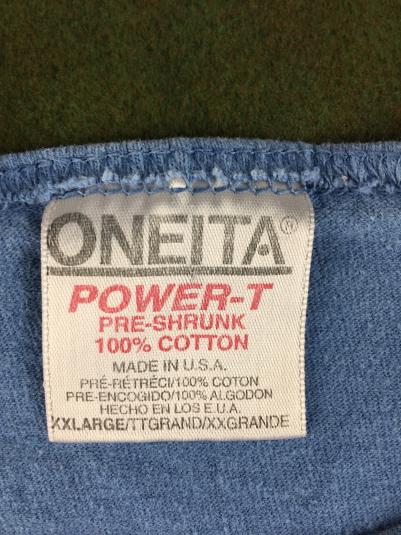 ONEITA®
POWER-T
PRE-SHRUNK
100% COTTON
MADE IN U.S.A.
PRÉ-RÉTRÉCI/100% COTON
PRE-ENCOGIDO/100% ALGODON
HECHO EN LOS E.U.A.
XXLARGE/TTGRAND/XXGRANDE